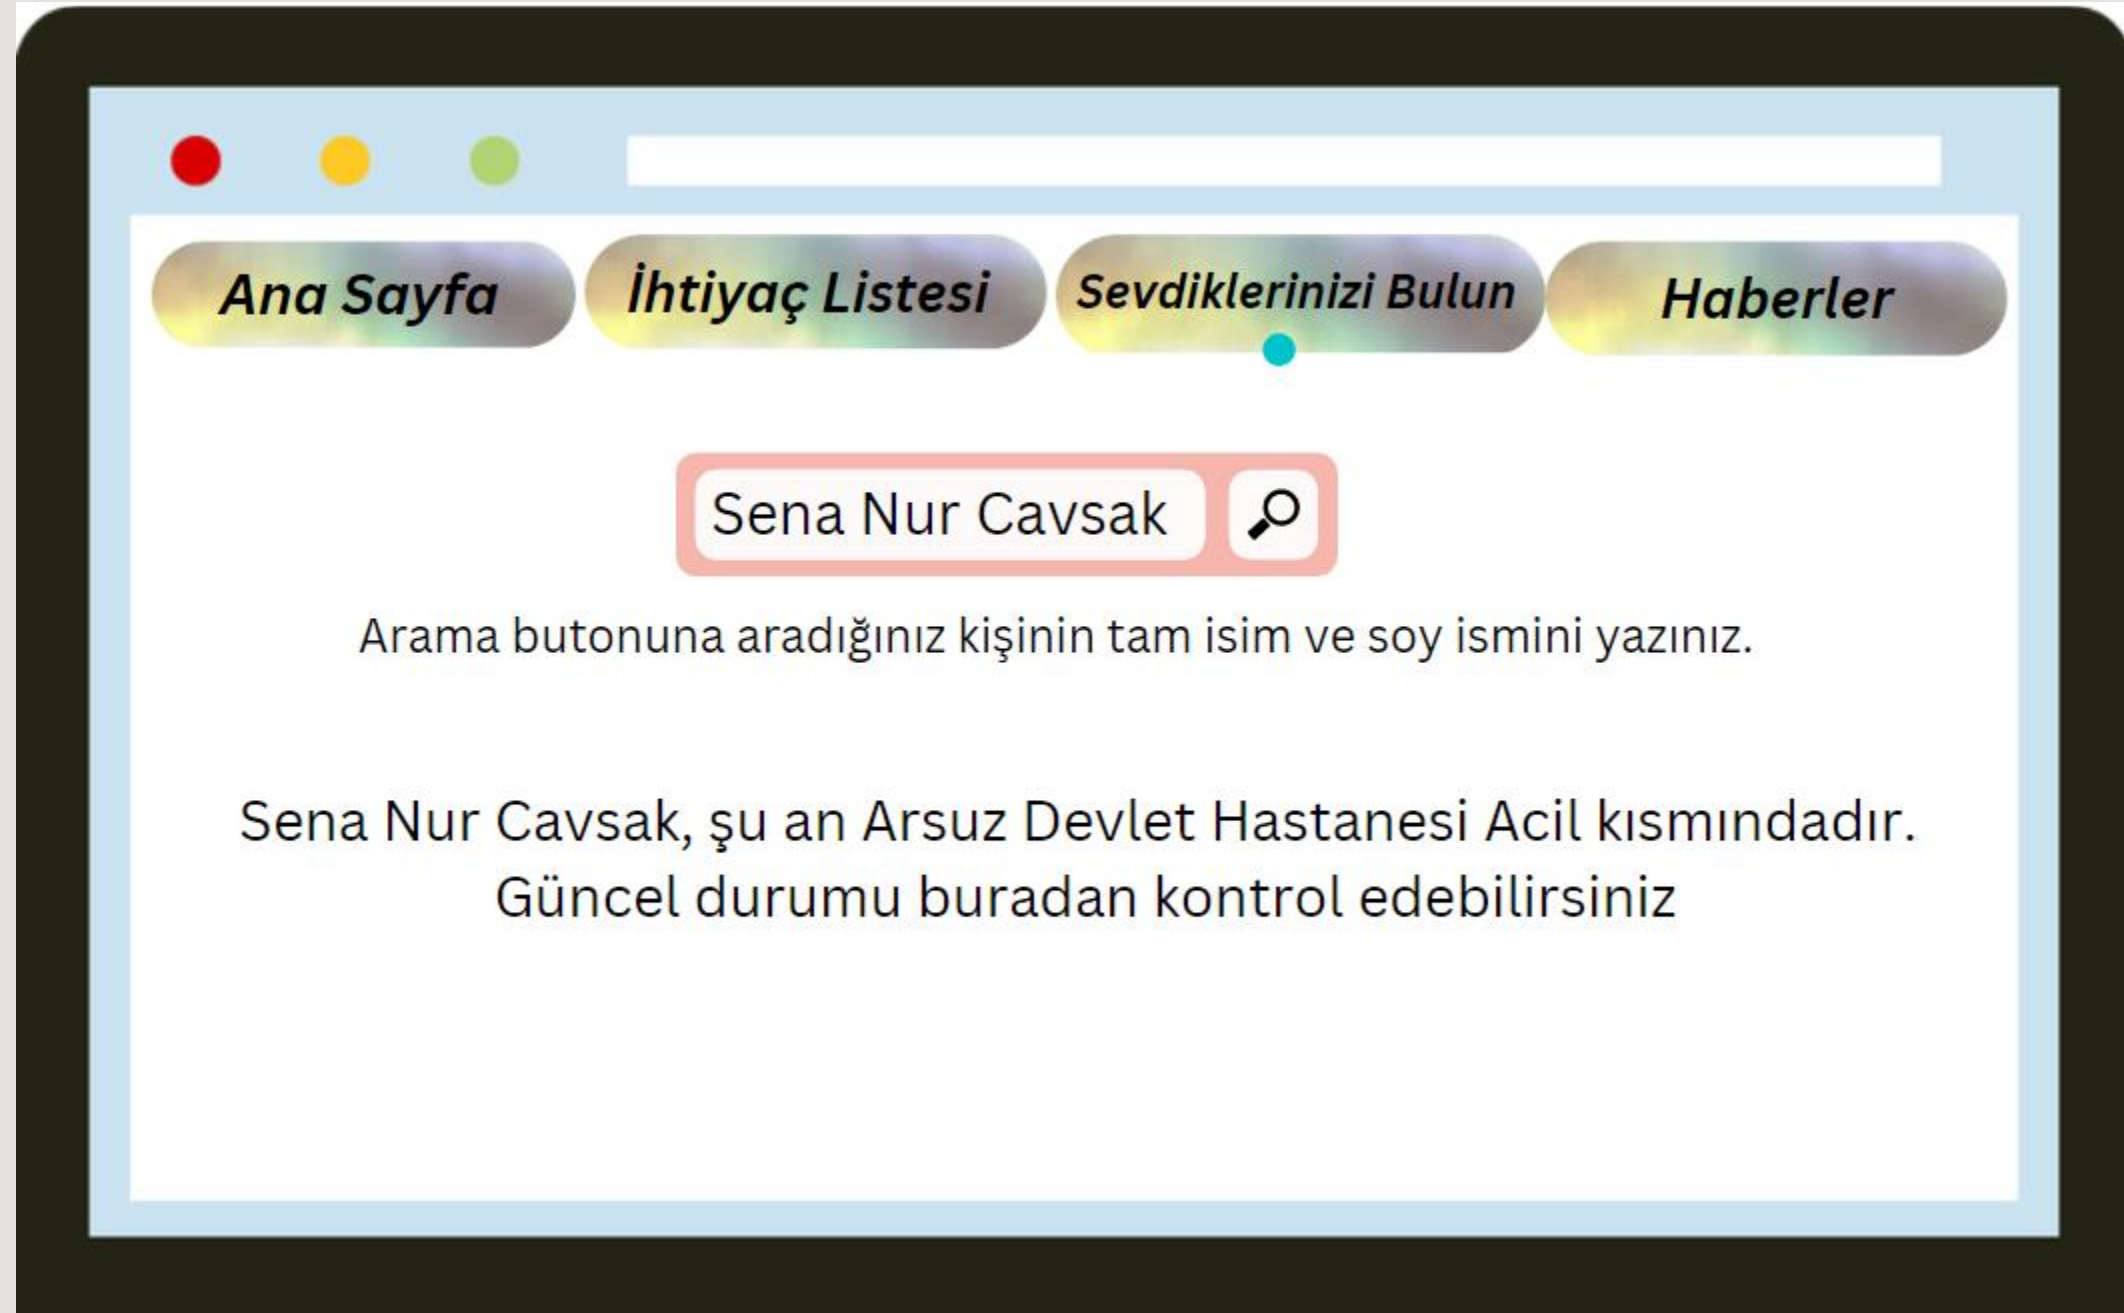 Ana Sayfa
İhtiyaç Listesi
Sevdiklerinizi Bulun
Haberler
Sena Nur Cavsak
Arama butonuna aradığınız kişinin tam isim ve soy ismini yazınız.
Sena Nur Cavsak, şu an Arsuz Devlet Hastanesi Acil kısmındadır.
Güncel durumu buradan kontrol edebilirsiniz